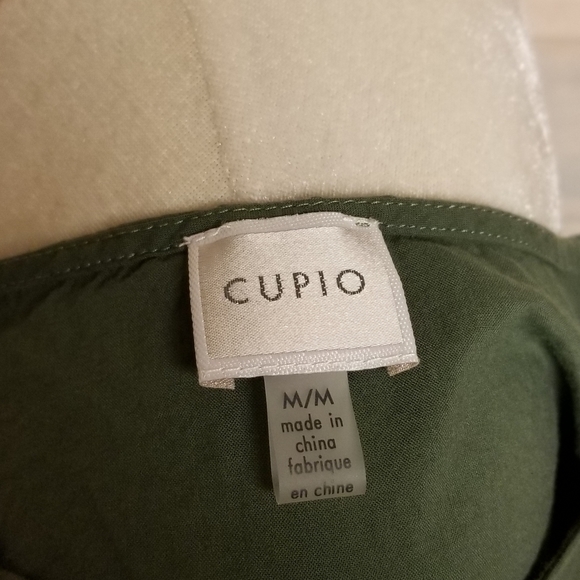 CUPIO
M/M
made in
china
fabrique
en chine